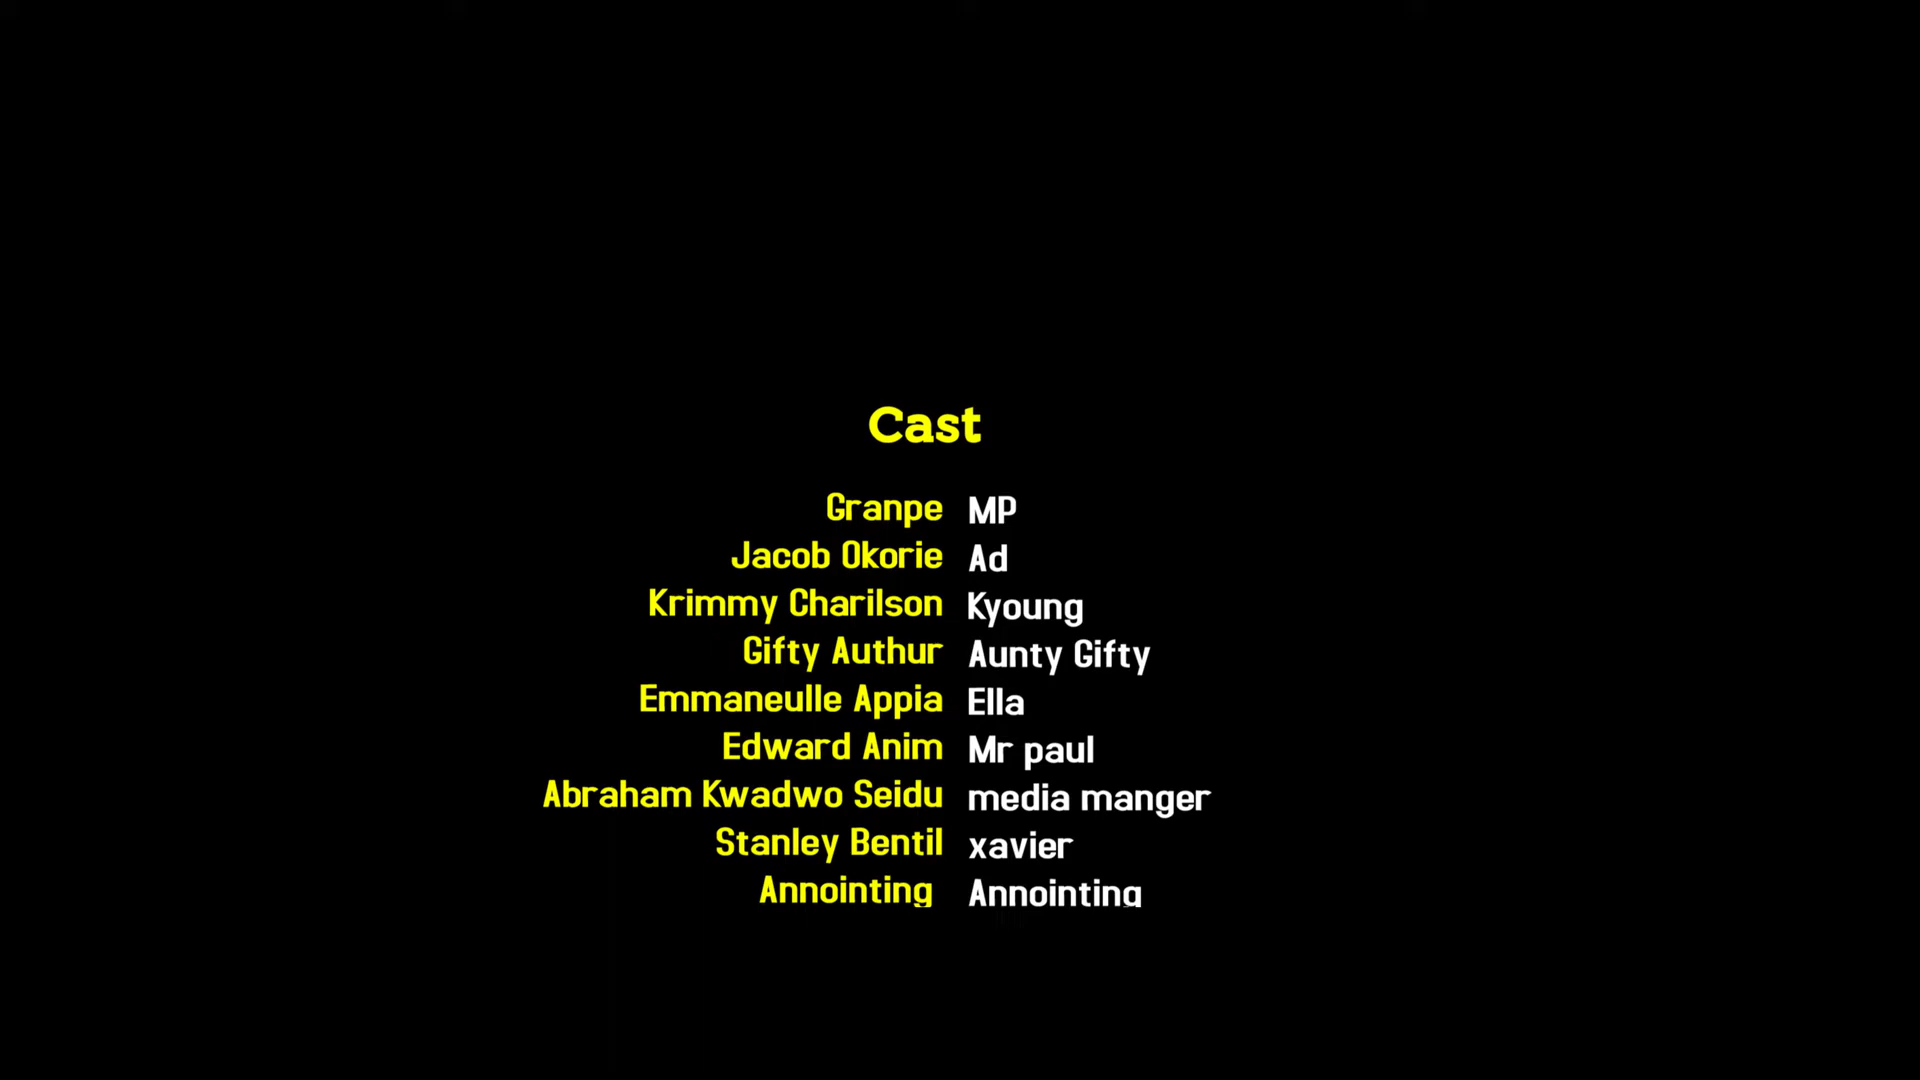 Cast
Granpe MP
Jacob Okorie Ad
Krimmy Charilson Kyoung
Gifty Authur Aunty Gifty
Emmaneulle Appia Ella
Edward Anim Mr paul
Abraham Kwadwo Seidu media manger
Stanley Bentil xavier
Annointing Annointing